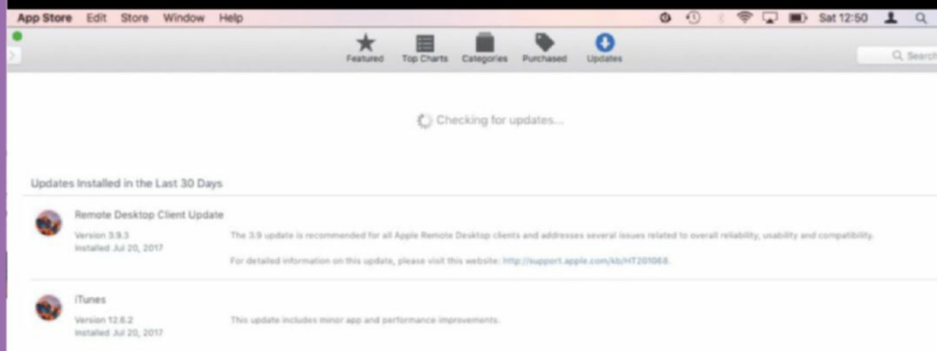 App Store Edit Store Window Help Sat 12:50
Featured Top Charts Categories Purchased Updates Search
Checking for updates...
Updates Installed in the Last 30 Days
Remote Desktop Client Update
Version 3.9.3 The 3.9 update is recommended for all Apple Remote Desktop clients and addresses several issues related to overall reliability, usability and compatibility.
Installed Jul 20, 2017
For detailed information on this update, please visit this website: http://support.apple.com/kb/HT201068.
iTunes
Version 12.6.2 This update includes minor app and performance improvements.
Installed Jul 20, 2017